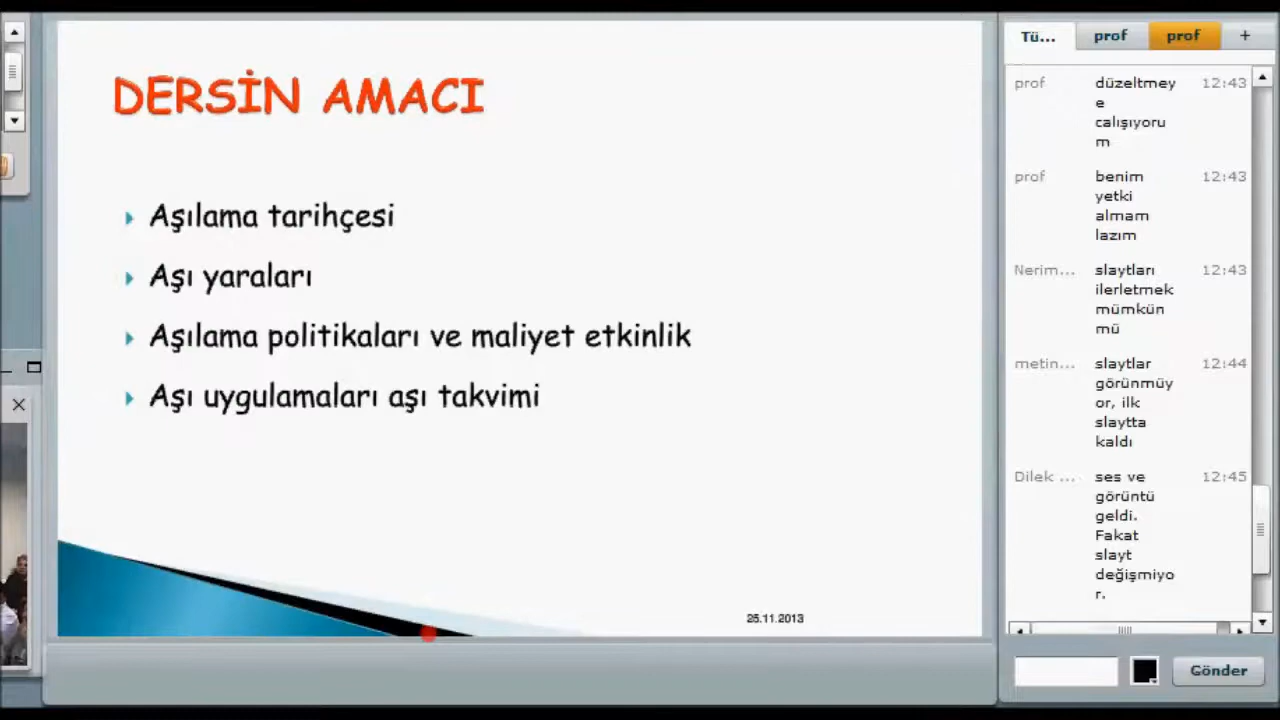 DERSİN AMACI
Aşılama tarihçesi
Aşı yaraları
Aşılama politikaları ve maliyet etkinlik
Aşı uygulamaları aşı takvimi
25.11.2013
Tü... prof prof +
prof düzeltmey 12:43
e
calışıyoru
m
prof benim 12:43
yetki
almam
lazım
Nerim... slaytları 12:43
ilerletmek
mümkün
mü
metin... slaytlar 12:44
görünmüy
or, ilk
slaytta
kaldı
Dilek ... ses ve 12:45
görüntü
geldi.
Fakat
slayt
değişmiyo
r.
Gönder